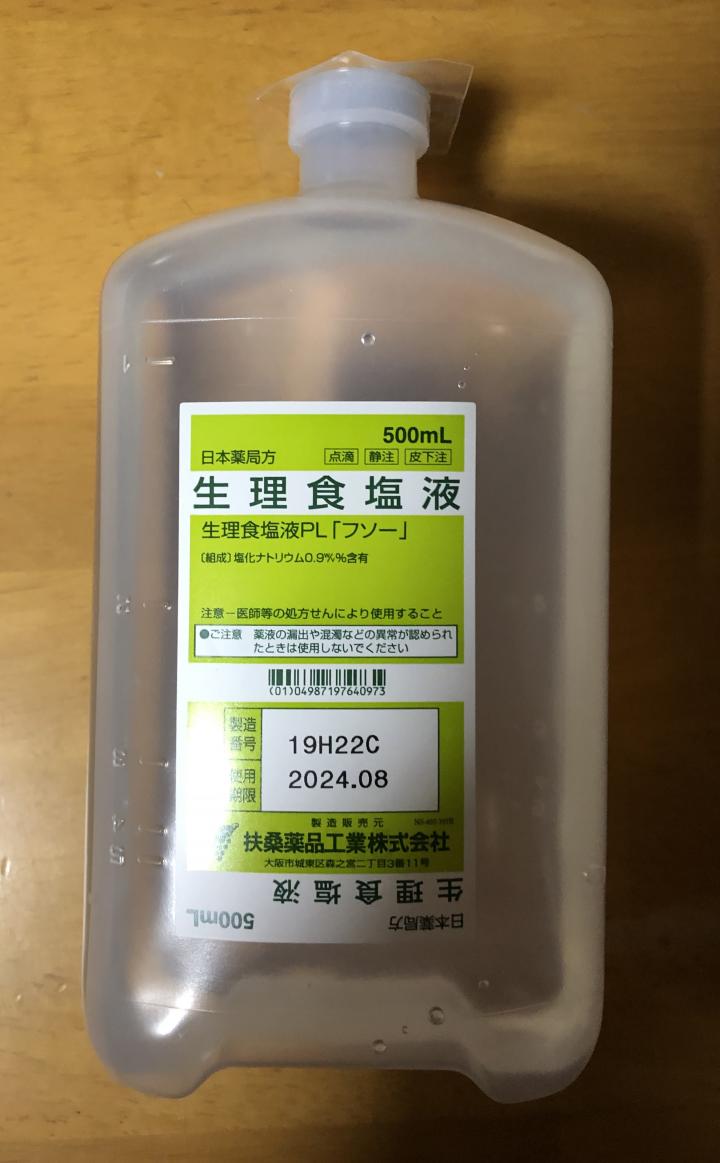 500mL
日本薬局方 点滴 静注 皮下注
生理食塩液
生理食塩液PL「フソー」
〔組成〕塩化ナトリウム0.9w/v%含有
注意－医師等の処方せんにより使用すること
●ご注意 薬液の漏出や混濁などの異常が認められ
たときは使用しないでください
(01)04987197640973
製造
番号
19H22C
使用
期限
2024.08
製造販売元
扶桑薬品工業株式会社
大阪市城東区森之宮二丁目3番11号
生理食塩液
日本薬局方
500mL
1
2
3
4
5